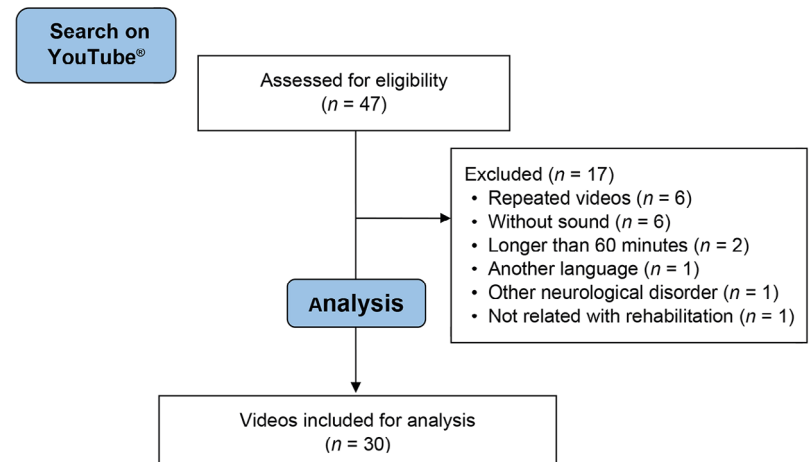 Search on
YouTube®
Assessed for eligibility
(n = 47)
Excluded (n = 17)
• Repeated videos (n = 6)
• Without sound (n = 6)
• Longer than 60 minutes (n = 2)
• Another language (n = 1)
• Other neurological disorder (n = 1)
• Not related with rehabilitation (n = 1)
Analysis
Videos included for analysis
(n = 30)